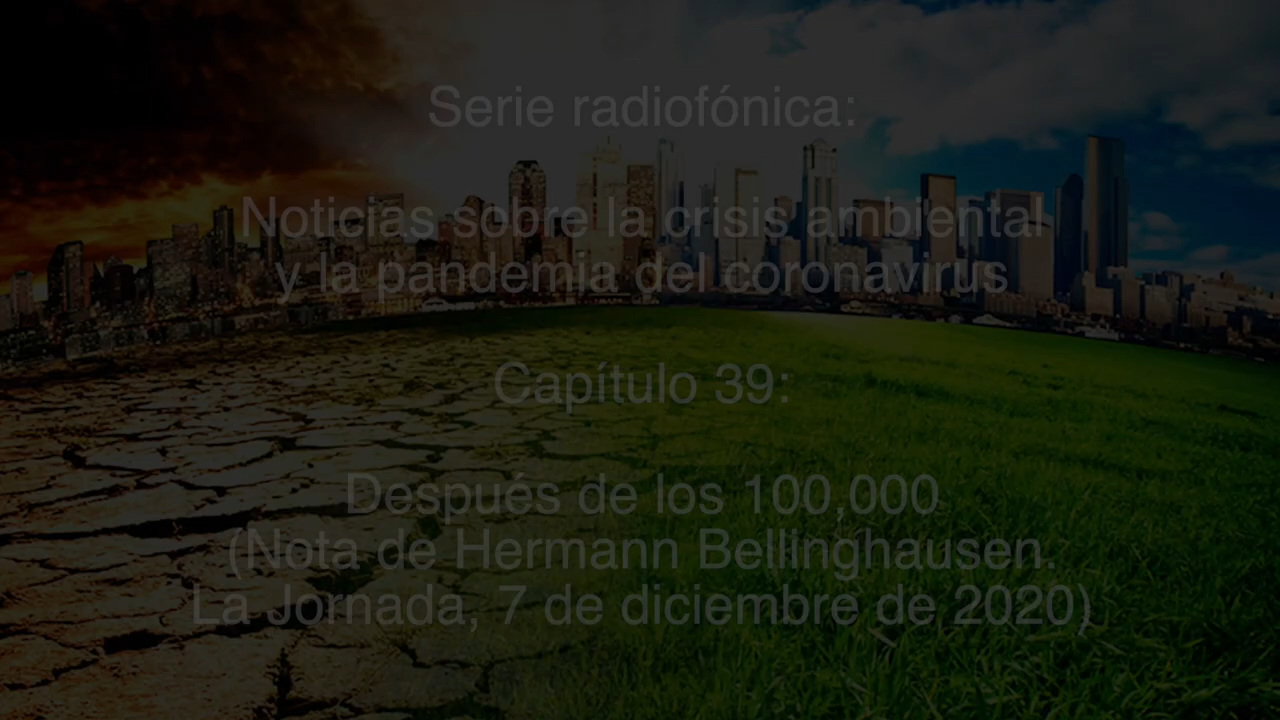 Serie radiofónica:
Noticias sobre la crisis ambiental
y la pandemia de coronavirus
Capítulo 39:
Después de los 100,000
(Nota de Hermann Bellinghausen.
La Jornada, 7 de diciembre de 2020)